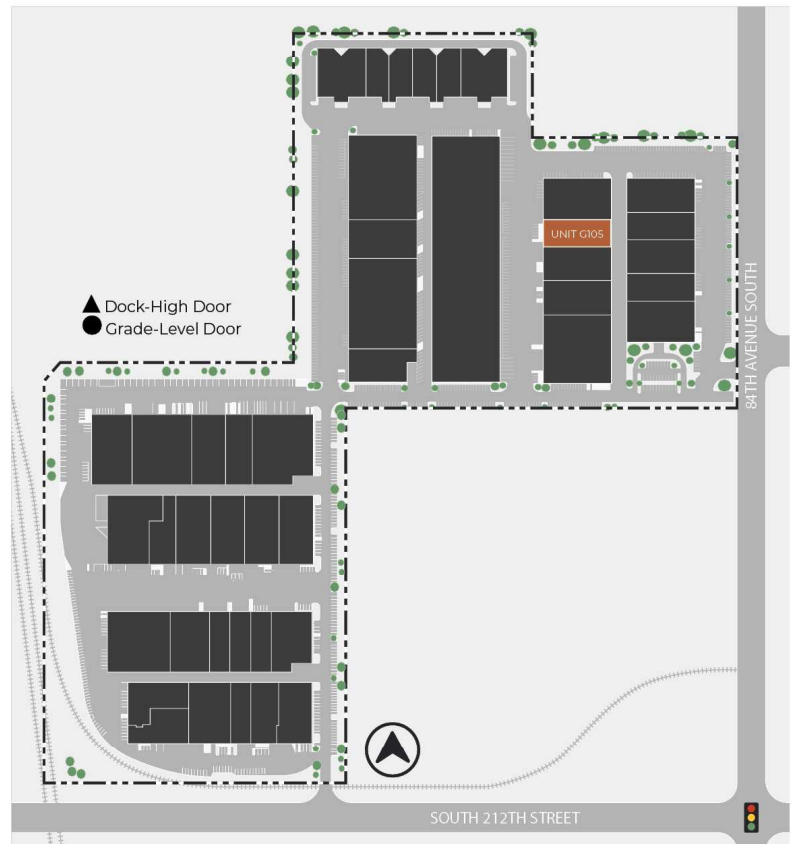 UNIT G105
84TH AVENUE SOUTH
Dock-High Door
Grade-Level Door
SOUTH 212TH STREET